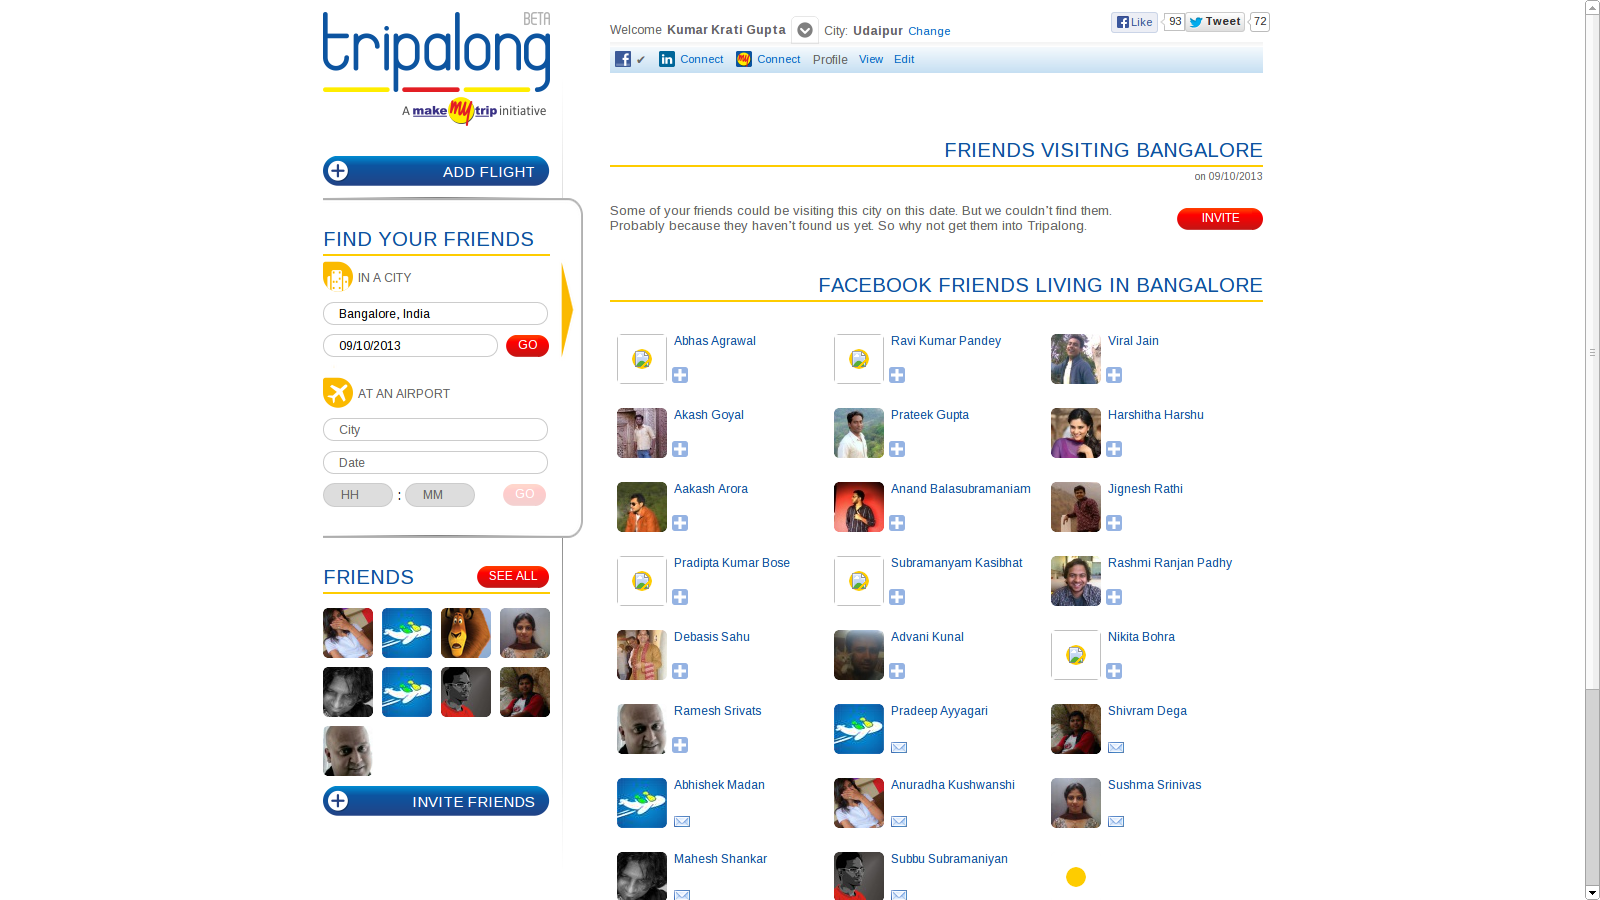 BETA
tripalong
A make my trip initiative
Welcome Kumar Krati Gupta City: Udaipur Change
Like 93 Tweet 72
f ✔ in Connect my Connect Profile View Edit
ADD FLIGHT
FIND YOUR FRIENDS
IN A CITY
Bangalore, India
09/10/2013 GO
AT AN AIRPORT
City
Date
HH : MM GO
FRIENDS SEE ALL
INVITE FRIENDS
FRIENDS VISITING BANGALORE
on 09/10/2013
Some of your friends could be visiting this city on this date. But we couldn't find them.
Probably because they haven't found us yet. So why not get them into Tripalong.
INVITE
FACEBOOK FRIENDS LIVING IN BANGALORE
Abhas Agrawal Ravi Kumar Pandey Viral Jain
Akash Goyal Prateek Gupta Harshitha Harshu
Aakash Arora Anand Balasubramaniam Jignesh Rathi
Pradipta Kumar Bose Subramanyam Kasibhat Rashmi Ranjan Padhy
Debasis Sahu Advani Kunal Nikita Bohra
Ramesh Srivats Pradeep Ayyagari Shivram Dega
Abhishek Madan Anuradha Kushwanshi Sushma Srinivas
Mahesh Shankar Subbu Subramaniyan